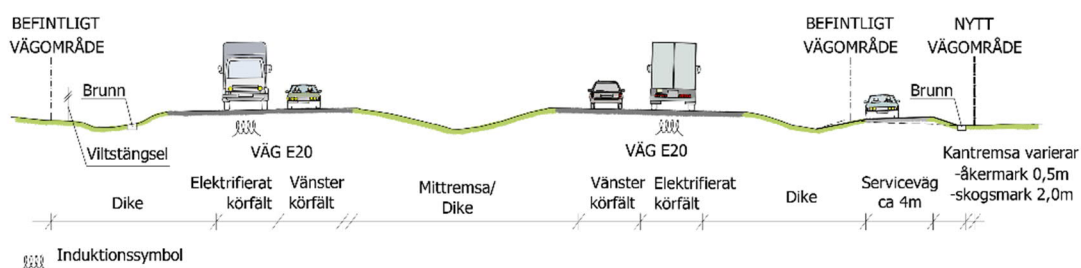 BEFINTLIGT
VÄGOMRÅDE
BEFINTLIGT
VÄGOMRÅDE
NYTT
VÄGOMRÅDE
Brunn
Brunn
Viltstängsel
VÄG E20
VÄG E20
Dike
Elektrifierat
körfält
Vänster
körfält
Mittremsa/
Dike
Vänster
körfält
Elektrifierat
körfält
Dike
Serviceväg
ca 4m
Kantremsa varierar
-åkermark 0,5m
-skogsmark 2,0m
Induktionssymbol